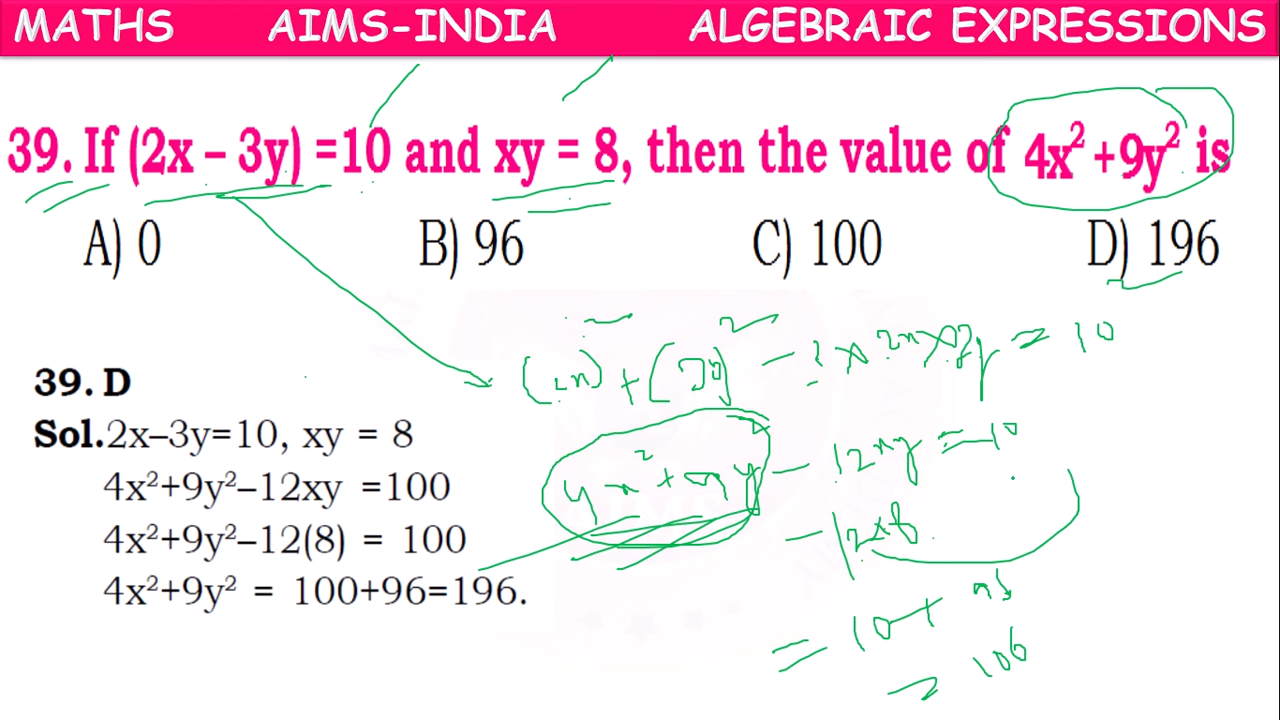 MATHS AIMS-INDIA ALGEBRAIC EXPRESSIONS
39. If (2x – 3y) =10 and xy = 8, then the value of 4x² +9y² is
A) 0 B) 96 C) 100 D) 196
39. D
Sol.2x–3y=10, xy = 8
4x²+9y²–12xy =100
4x²+9y²–12(8) = 100
4x²+9y² = 100+96=196.
– 12xy = 10
– 12×8